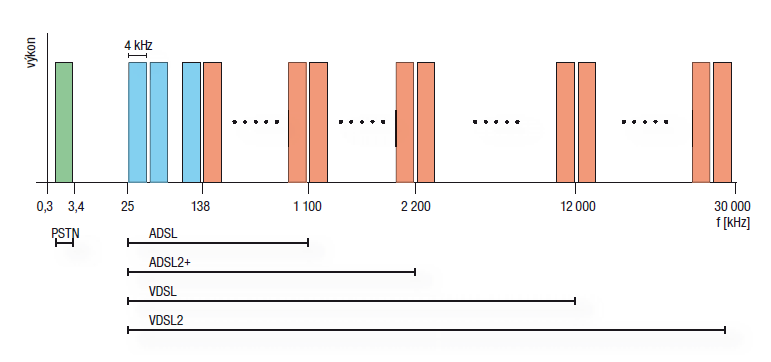 výkon
4 kHz
0,3 3,4 25 138 1 100 2 200 12 000 30 000
f [kHz]
PSTN ADSL
ADSL2+
VDSL
VDSL2